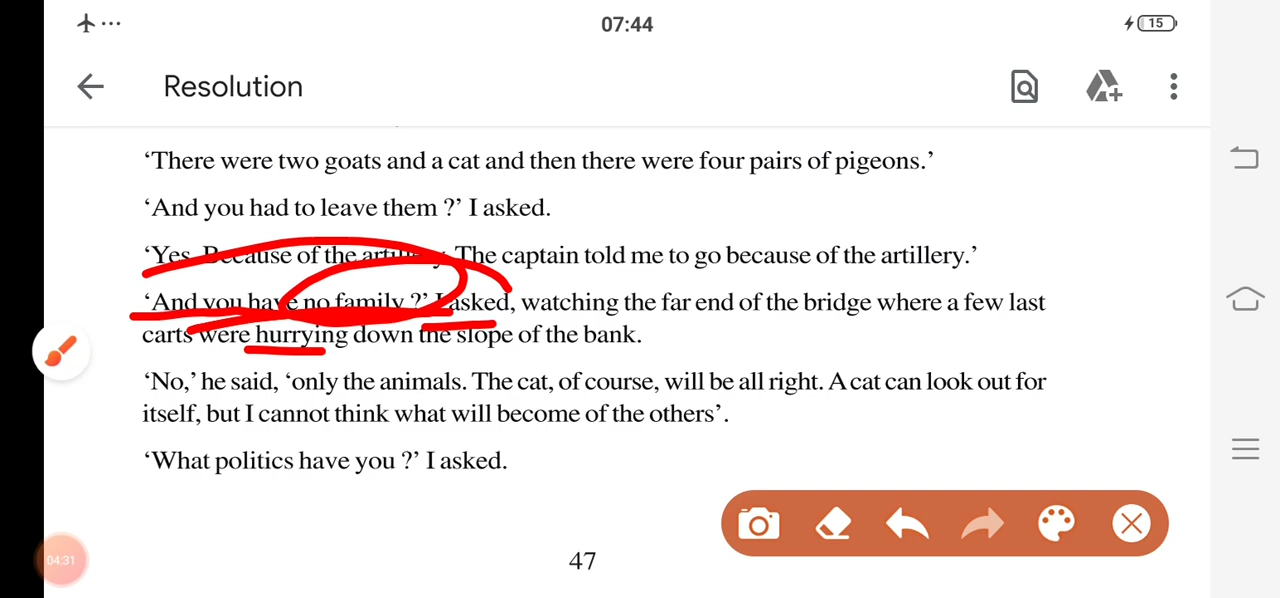 07:44
15
Resolution
‘There were two goats and a cat and then there were four pairs of pigeons.’
‘And you had to leave them ?’ I asked.
‘Yes. Because of the artillery. The captain told me to go because of the artillery.’
‘And you have no family ?’ I asked, watching the far end of the bridge where a few last
carts were hurrying down the slope of the bank.
‘No,’ he said, ‘only the animals. The cat, of course, will be all right. A cat can look out for
itself, but I cannot think what will become of the others’.
‘What politics have you ?’ I asked.
04:31
47